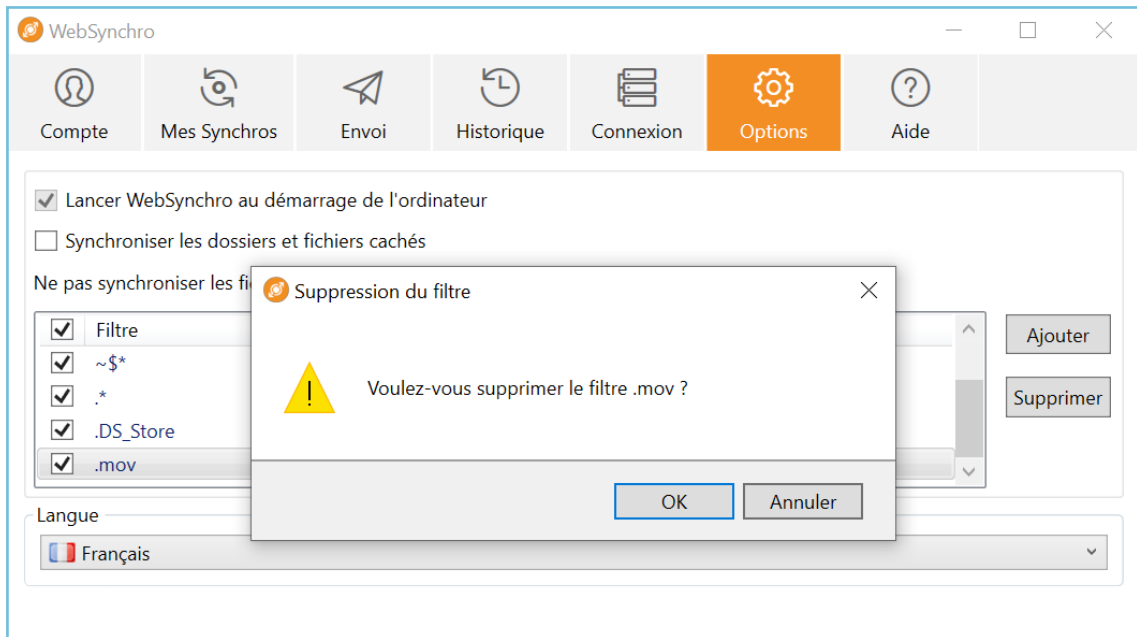 WebSynchro
Compte Mes Synchros Envoi Historique Connexion Options Aide
Lancer WebSynchro au démarrage de l'ordinateur
Synchroniser les dossiers et fichiers cachés
Ne pas synchroniser les
Suppression du filtre
Filtre
Ajouter
~$*
Voulez-vous supprimer le filtre .mov ?
.*
Supprimer
.DS_Store
.mov
OK Annuler
Langue
Français